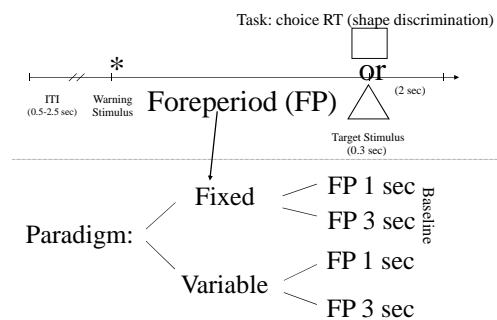 Task: choice RT (shape discrimination)
*
or
ITI
(0.5-2.5 sec)
Warning
Stimulus
Foreperiod (FP)
(2 sec)
Target Stimulus
(0.3 sec)
Paradigm:
Fixed
FP 1 sec
FP 3 sec
Baseline
Variable
FP 1 sec
FP 3 sec